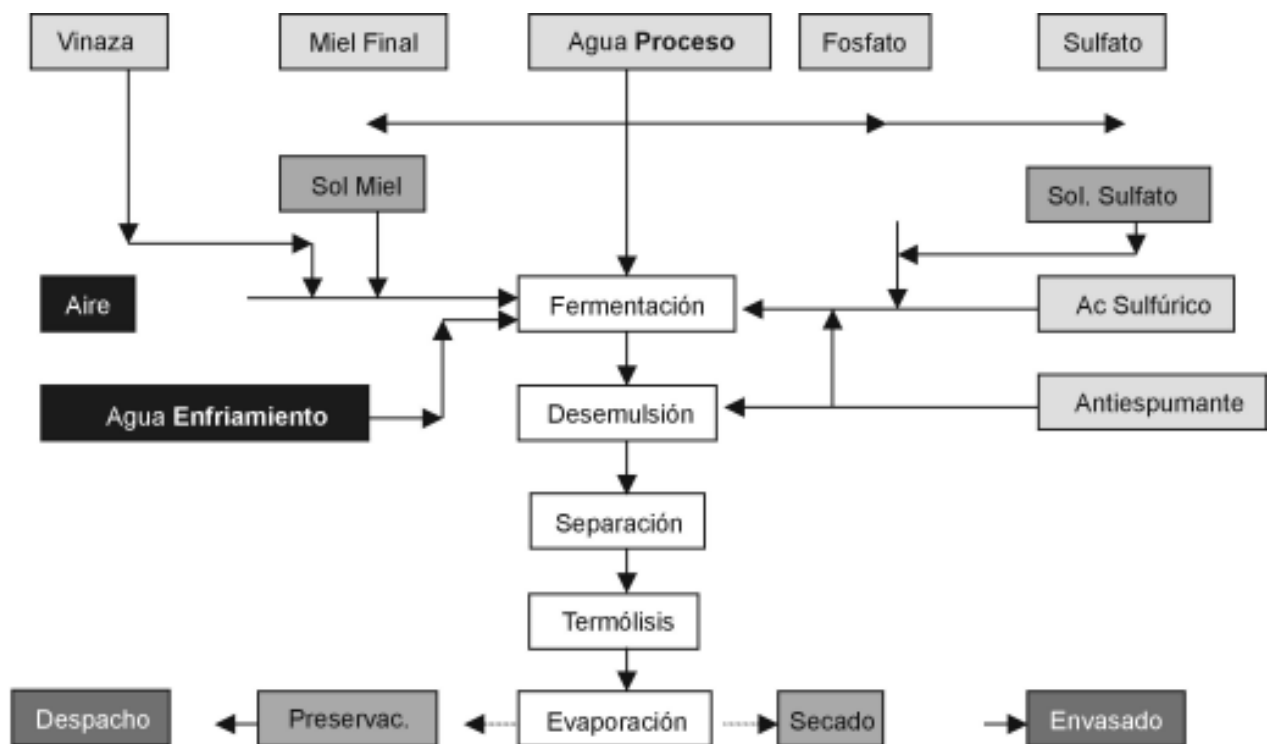 Vinaza
Miel Final
Agua Proceso
Fosfato
Sulfato
Sol Miel
Sol. Sulfato
Aire
Fermentación
Ac Sulfúrico
Agua Enfriamiento
Desemulsión
Antiespumante
Separación
Termólisis
Despacho
Preservac.
Evaporación
Secado
Envasado